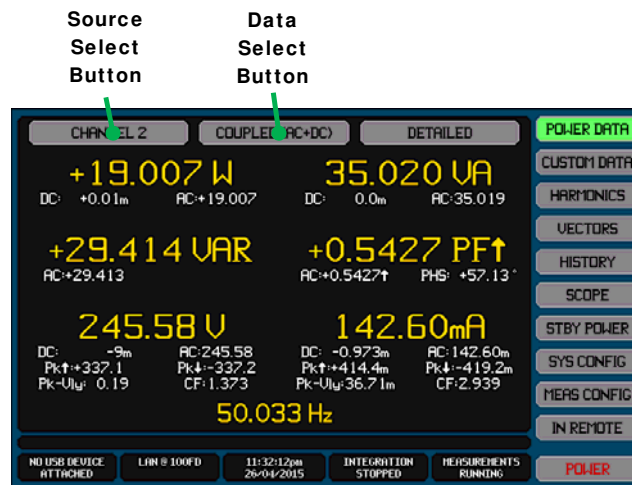 Source
Select
Button
Data
Select
Button
CHANNEL 2
COUPLED (AC+DC)
DETAILED
+19.007 W
DC: +0.01m AC:+19.007
35.020 VA
DC: 0.0m AC:35.019
+29.414 VAR
AC:+29.413
+0.5427 PF↑
AC:+0.5427↑ PHS: +57.13°
245.58 V
DC: -9m AC:245.58
Pk↑:+337.1 Pk↓:-337.2
Pk-Vly: 0.19 CF:1.373
142.60mA
DC: -0.973m AC:142.60m
Pk↑:+414.4m Pk↓:-419.2m
Pk-Vly:36.71m CF:2.939
50.033 Hz
NO USB DEVICE
ATTACHED
LAN @ 100FD
11:32:12pm
26/04/2015
INTEGRATION
STOPPED
MEASUREMENTS
RUNNING
POWER DATA
CUSTOM DATA
HARMONICS
VECTORS
HISTORY
SCOPE
STBY POWER
SYS CONFIG
MEAS CONFIG
IN REMOTE
POWER